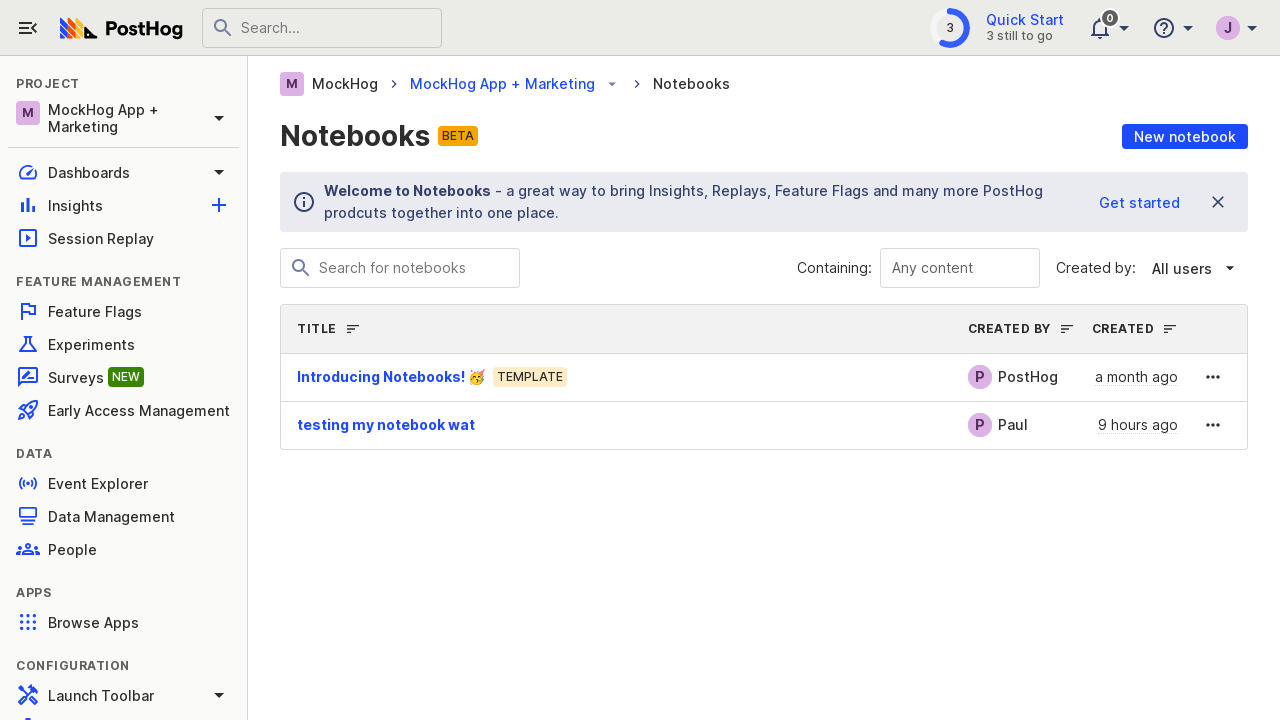 PostHog
Search...
3
Quick Start
3 still to go
0
J
PROJECT
M
MockHog App +
Marketing
Dashboards
Insights
Session Replay
FEATURE MANAGEMENT
Feature Flags
Experiments
Surveys NEW
Early Access Management
DATA
Event Explorer
Data Management
People
APPS
Browse Apps
CONFIGURATION
Launch Toolbar
M MockHog MockHog App + Marketing Notebooks
Notebooks BETA
New notebook
Welcome to Notebooks - a great way to bring Insights, Replays, Feature Flags and many more PostHog
prodcuts together into one place.
Get started
Search for notebooks
Containing: Any content
Created by: All users
TITLE CREATED BY CREATED
Introducing Notebooks! 🥳 TEMPLATE P PostHog a month ago
testing my notebook wat P Paul 9 hours ago